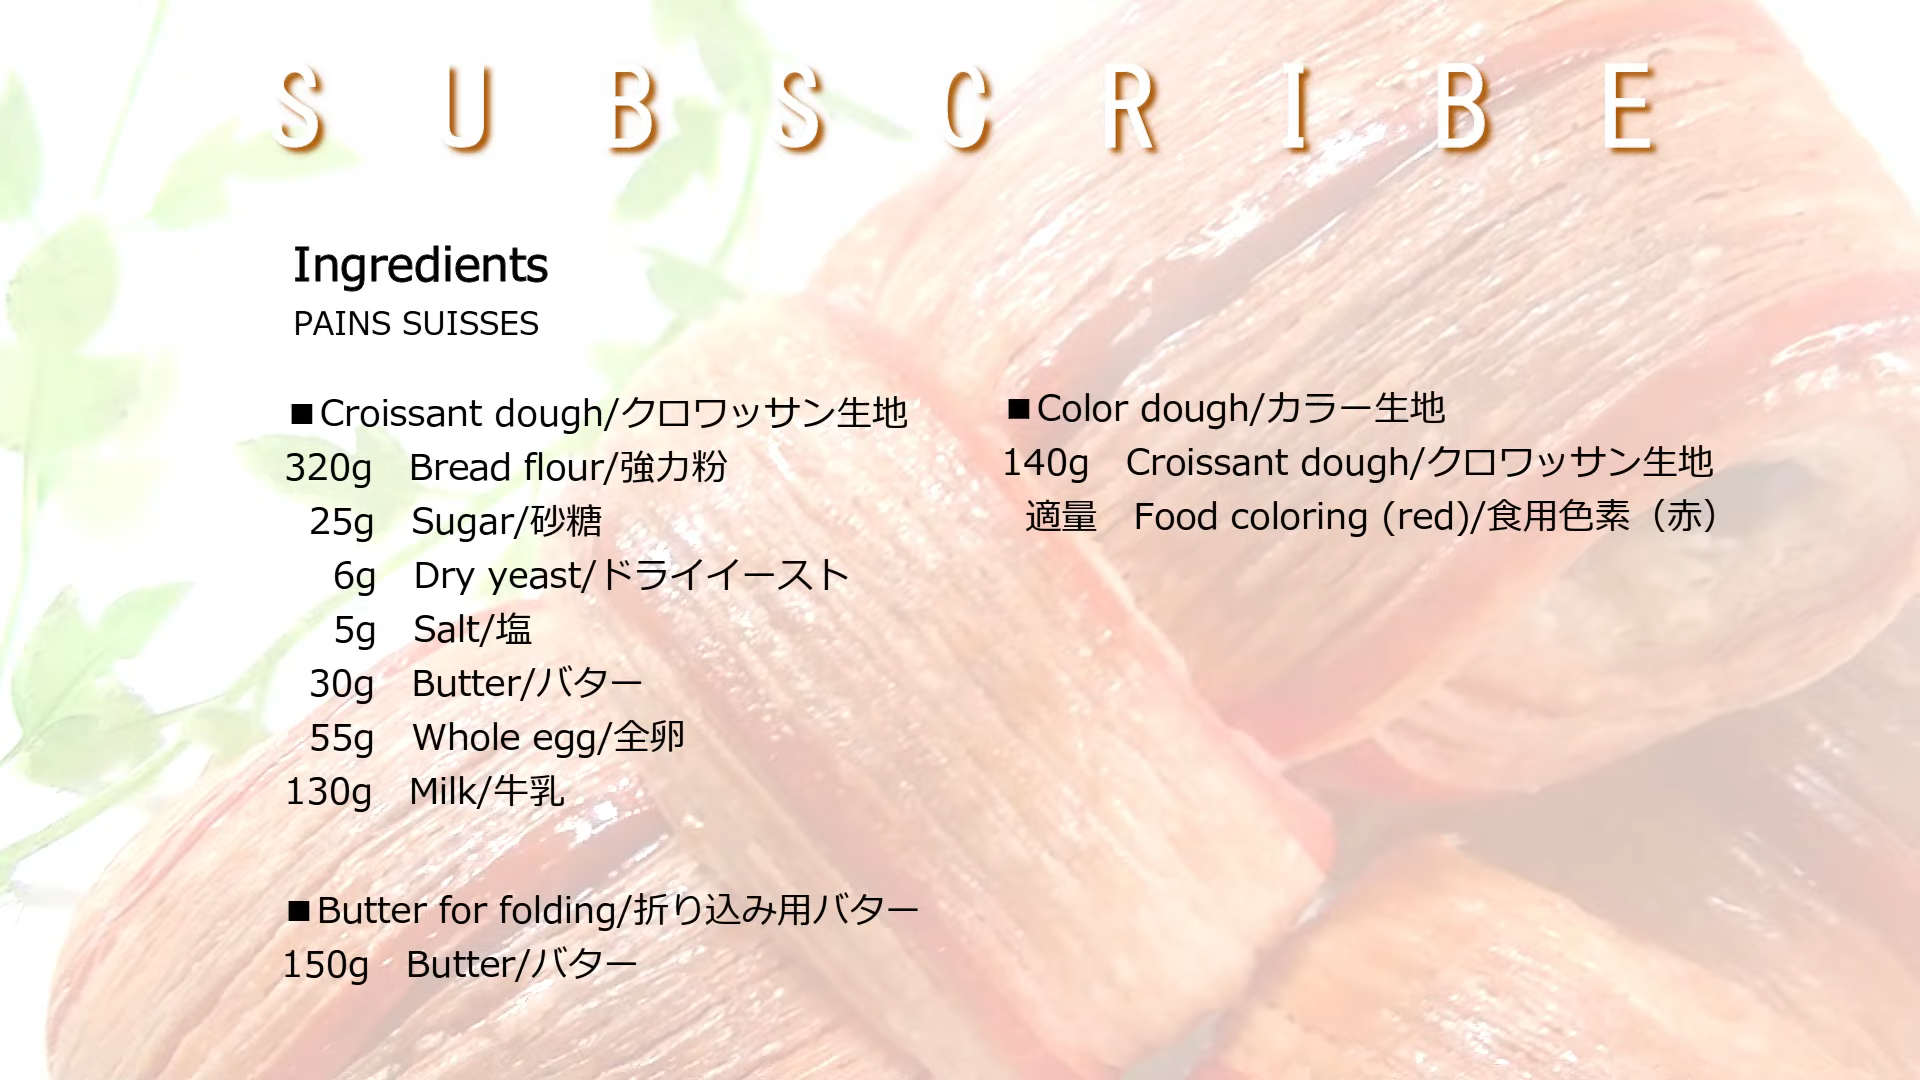 SUBSCRIBE
Ingredients
PAINS SUISSES
■Croissant dough/クロワッサン生地
320g Bread flour/強力粉
25g Sugar/砂糖
6g Dry yeast/ドライイースト
5g Salt/塩
30g Butter/バター
55g Whole egg/全卵
130g Milk/牛乳
■Butter for folding/折り込み用バター
150g Butter/バター
■Color dough/カラー生地
140g Croissant dough/クロワッサン生地
適量 Food coloring (red)/食用色素（赤）